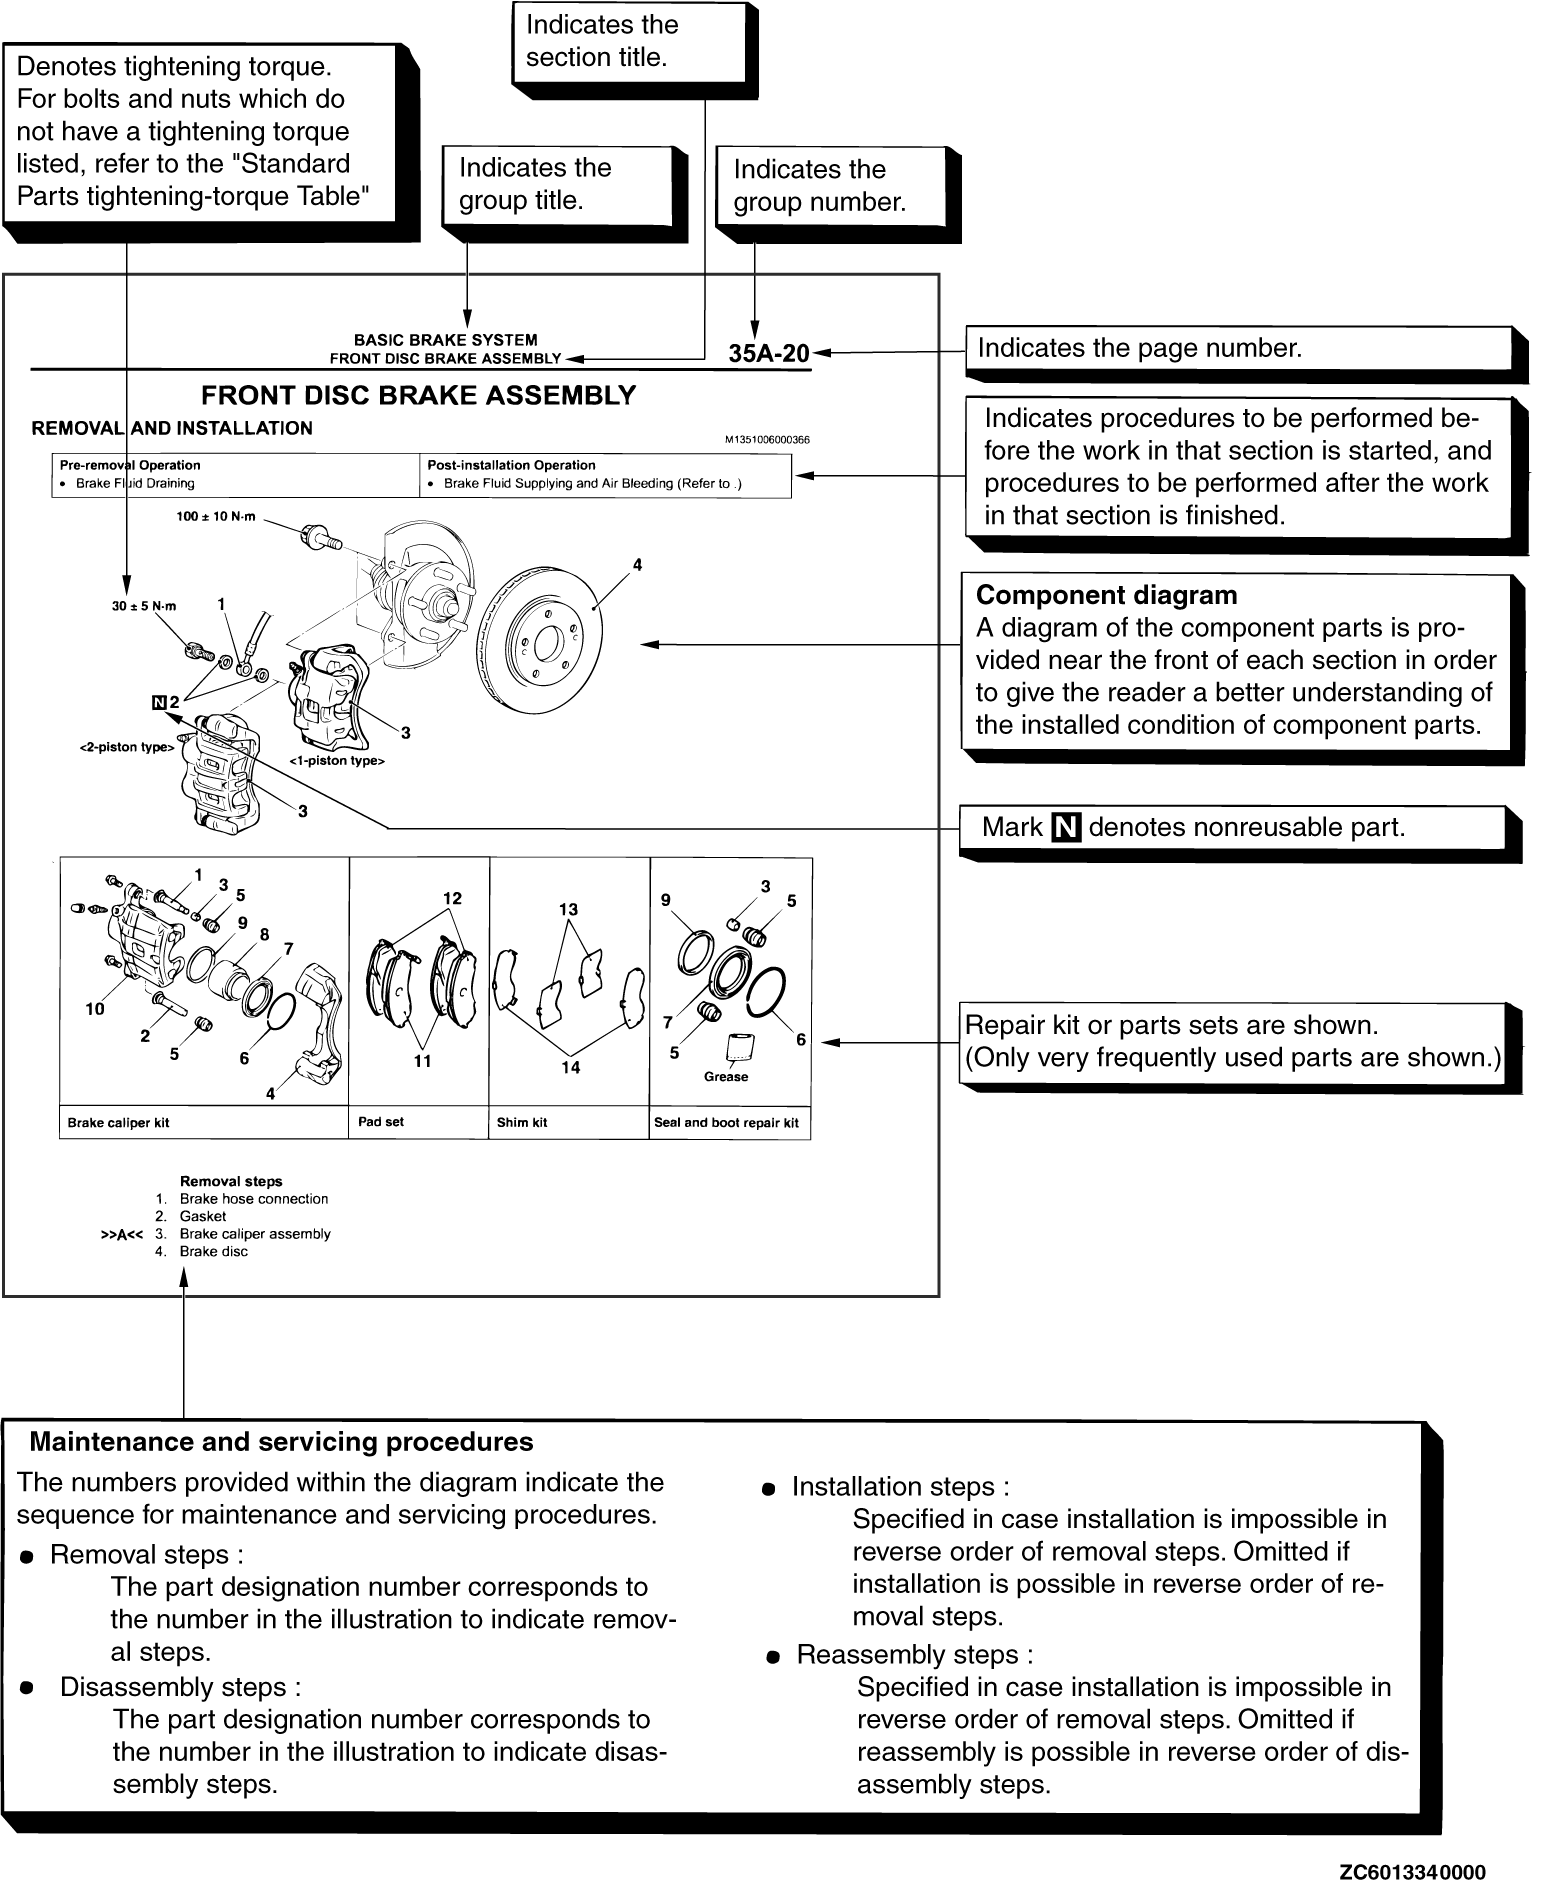 Indicates the
section title.
Denotes tightening torque.
For bolts and nuts which do
not have a tightening torque
listed, refer to the "Standard
Parts tightening-torque Table"
Indicates the
group title.
Indicates the
group number.
BASIC BRAKE SYSTEM
FRONT DISC BRAKE ASSEMBLY
35A-20
Indicates the page number.
FRONT DISC BRAKE ASSEMBLY
REMOVAL AND INSTALLATION
M1351006000366
Pre-removal Operation
• Brake Fluid Draining
Post-installation Operation
• Brake Fluid Supplying and Air Bleeding (Refer to .)
Indicates procedures to be performed be-
fore the work in that section is started, and
procedures to be performed after the work
in that section is finished.
100 ± 10 N·m
4
30 ± 5 N·m
1
N 2
3
<2-piston type>
<1-piston type>
3
Component diagram
A diagram of the component parts is pro-
vided near the front of each section in order
to give the reader a better understanding of
the installed condition of component parts.
Mark N denotes nonreusable part.
1
3
5
9
8
7
10
2
5
6
4
Brake caliper kit
12
11
Pad set
13
14
Shim kit
9
3
5
7
5
6
Grease
Seal and boot repair kit
Repair kit or parts sets are shown.
(Only very frequently used parts are shown.)
Removal steps
1. Brake hose connection
2. Gasket
>>A<< 3. Brake caliper assembly
4. Brake disc
Maintenance and servicing procedures
The numbers provided within the diagram indicate the
sequence for maintenance and servicing procedures.
• Removal steps :
The part designation number corresponds to
the number in the illustration to indicate remov-
al steps.
• Disassembly steps :
The part designation number corresponds to
the number in the illustration to indicate disas-
sembly steps.
• Installation steps :
Specified in case installation is impossible in
reverse order of removal steps. Omitted if
installation is possible in reverse order of re-
moval steps.
• Reassembly steps :
Specified in case installation is impossible in
reverse order of removal steps. Omitted if
reassembly is possible in reverse order of dis-
assembly steps.
ZC6013340000